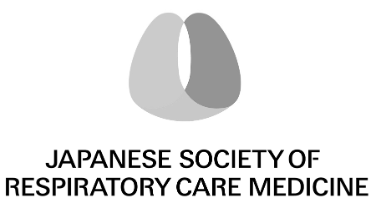 JAPANESE SOCIETY OF
RESPIRATORY CARE MEDICINE